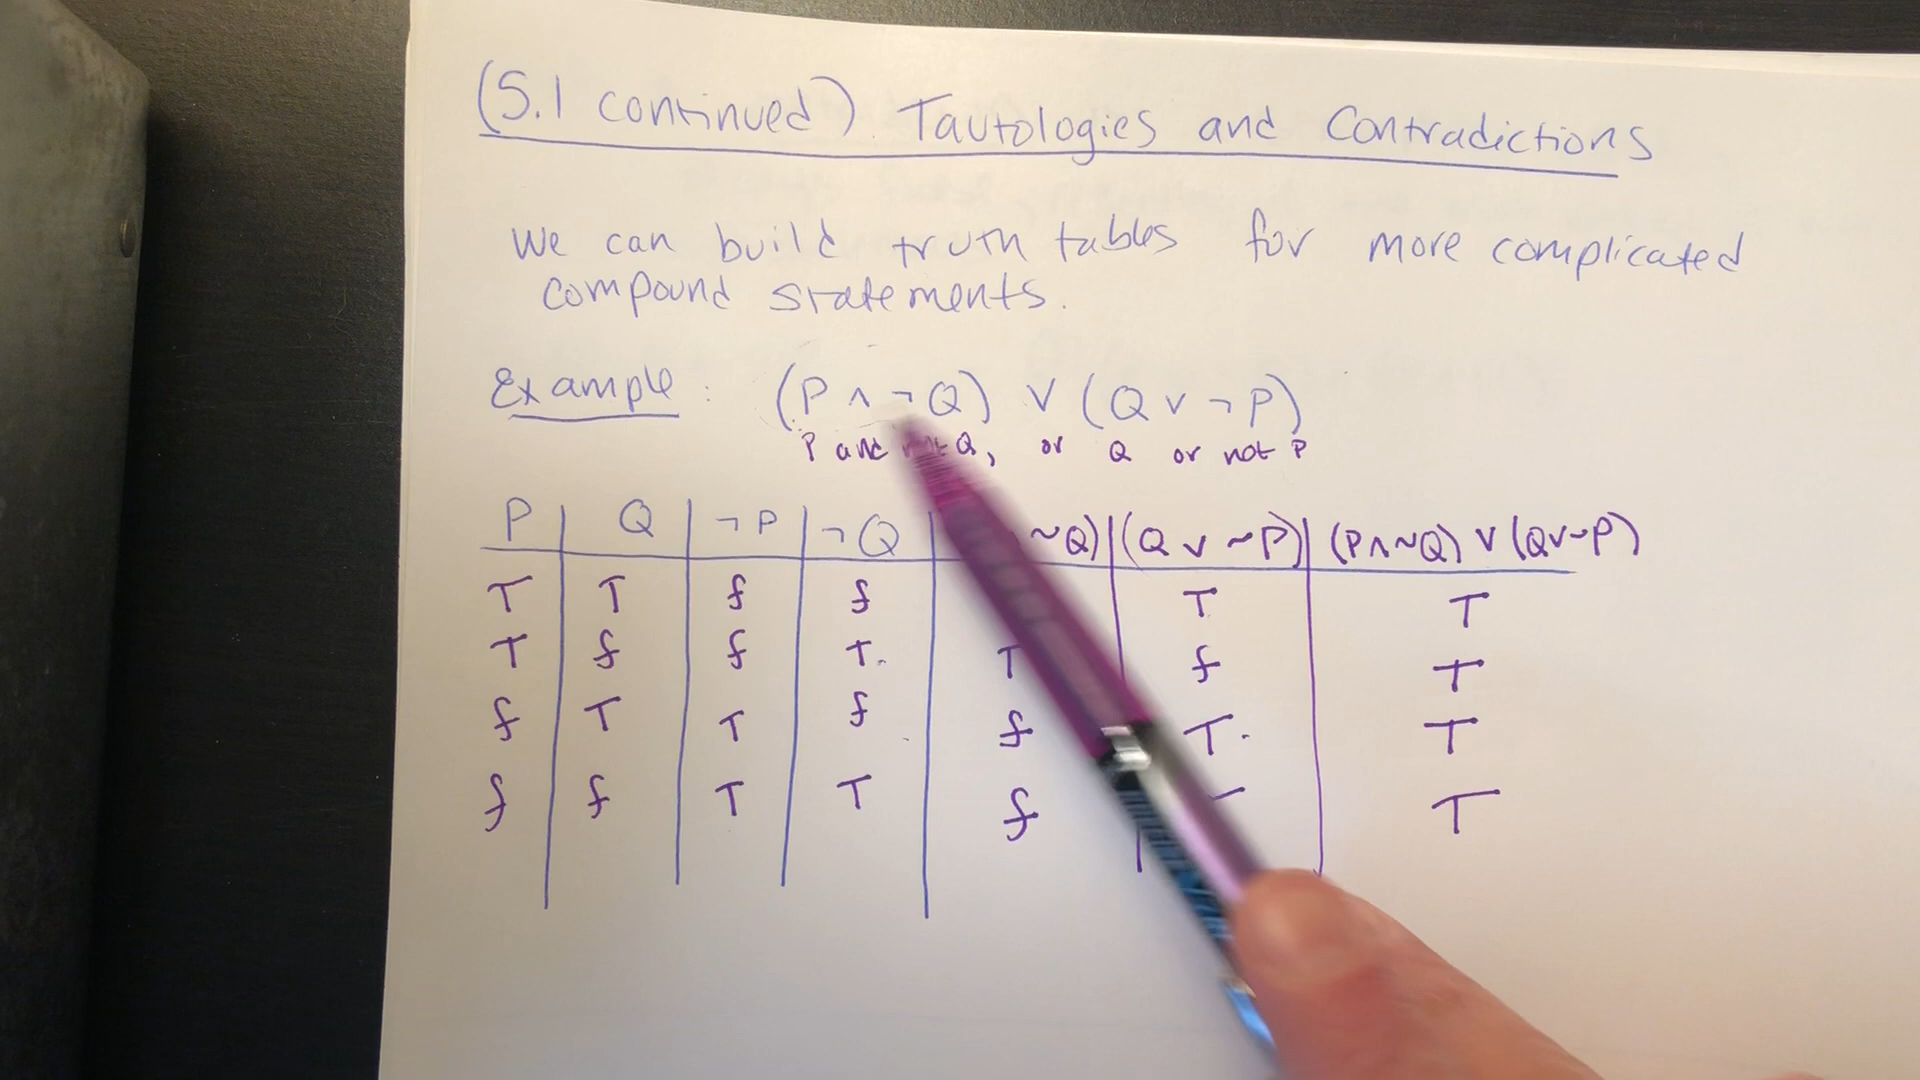 (5.1 continued) Tautologies and Contradictions
We can build truth tables for more complicated
compound statements.
Example: (P ∧ ¬Q) ∨ (Q ∨ ¬P)
P and Q, or Q or not P
P Q ¬P ¬Q ~Q) (Q ∨ ~P) (P∧~Q) ∨ (Q∨~P)
T T f f T T
T f f T. T f T
f T T f f T. T
f f T T f T